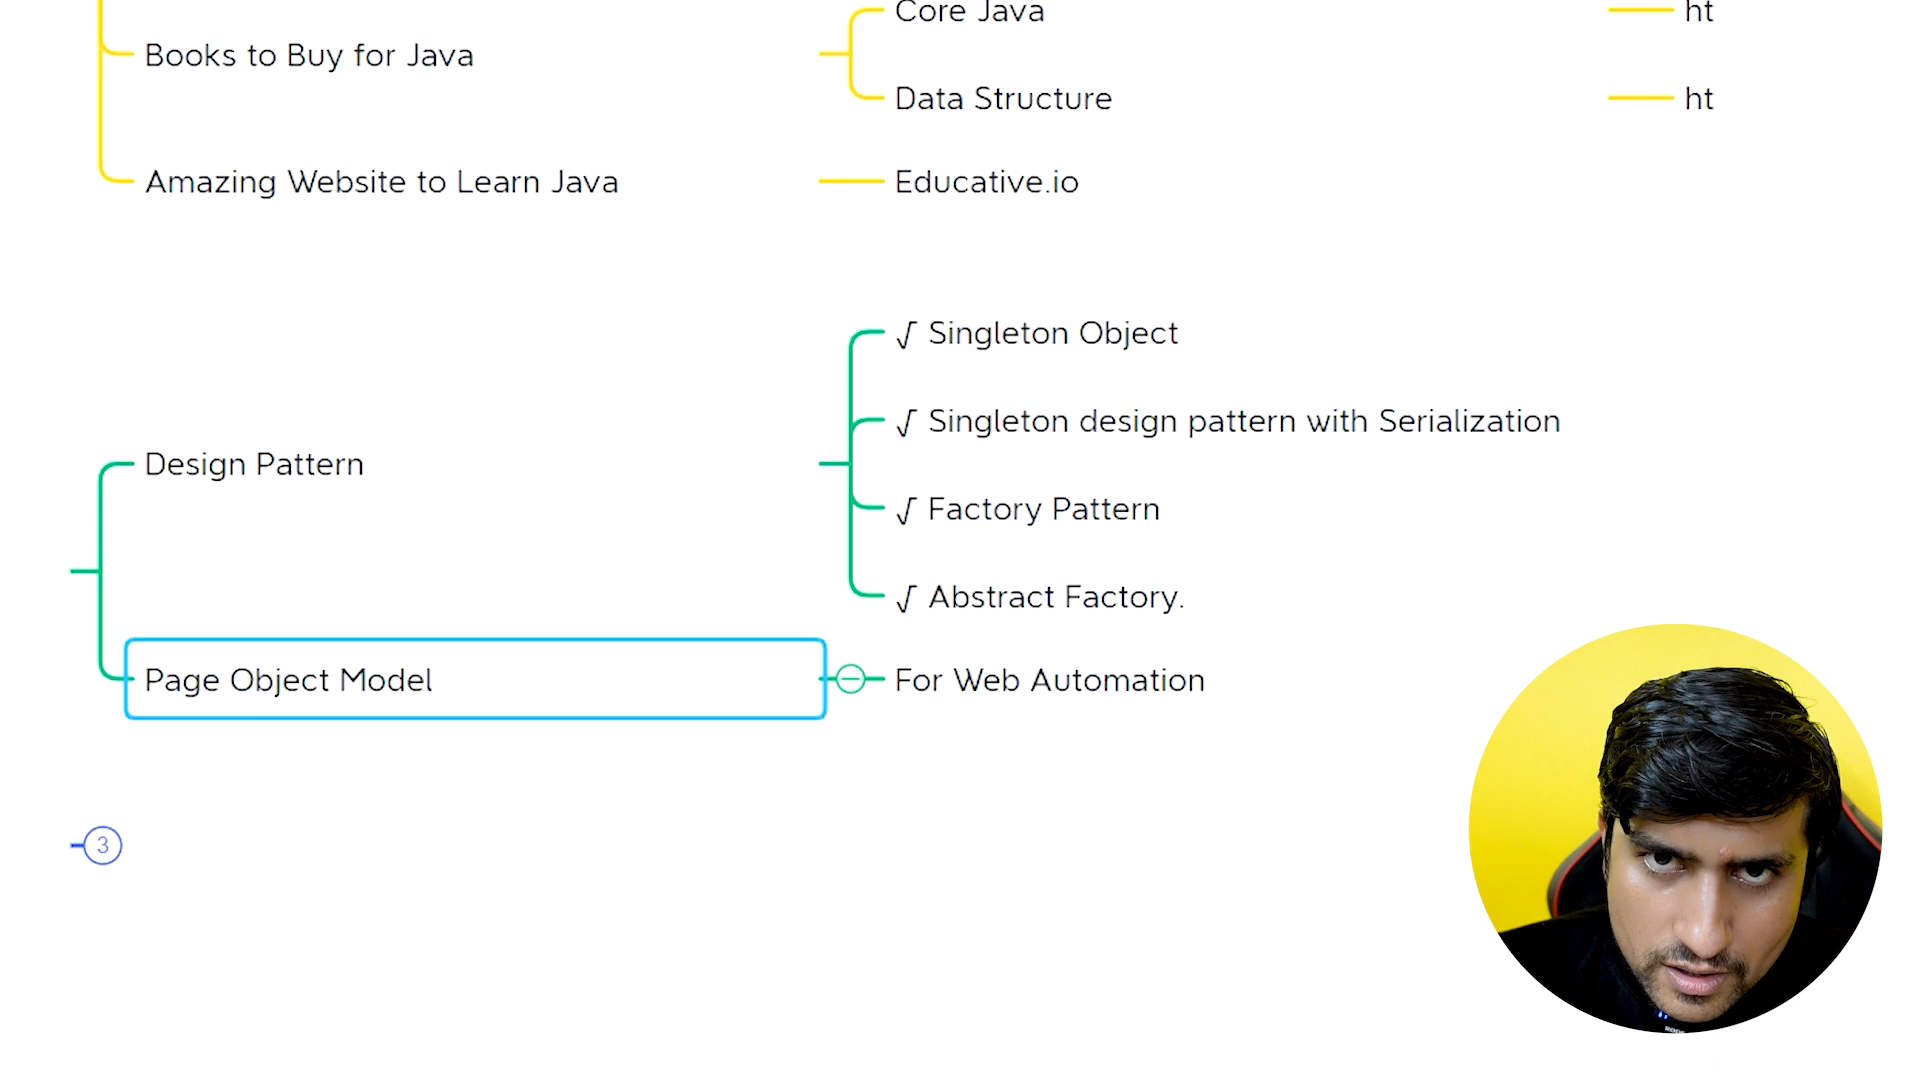 Core Java
ht
Books to Buy for Java
Data Structure
ht
Amazing Website to Learn Java
Educative.io
√ Singleton Object
√ Singleton design pattern with Serialization
Design Pattern
√ Factory Pattern
√ Abstract Factory.
Page Object Model
For Web Automation
3